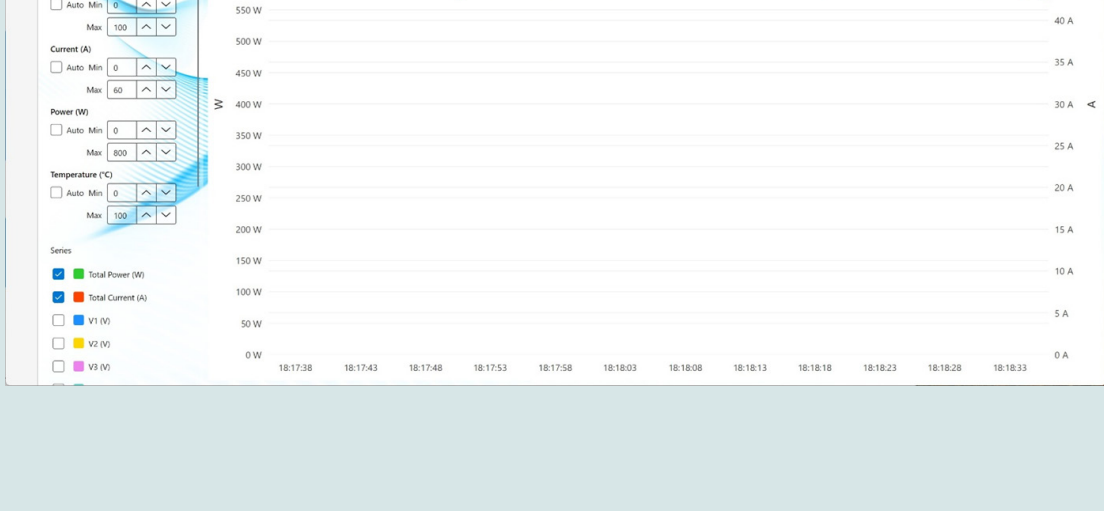 Auto Min 0
Max 100
Current (A)
Auto Min 0
Max 60
Power (W)
Auto Min 0
Max 800
Temperature (°C)
Auto Min 0
Max 100
Series
Total Power (W)
Total Current (A)
V1 (V)
V2 (V)
V3 (V)
W
550 W
500 W
450 W
400 W
350 W
300 W
250 W
200 W
150 W
100 W
50 W
0 W
18:17:38 18:17:43 18:17:48 18:17:53 18:17:58 18:18:03 18:18:08 18:18:13 18:18:18 18:18:23 18:18:28 18:18:33
40 A
35 A
30 A
25 A
20 A
15 A
10 A
5 A
0 A
A